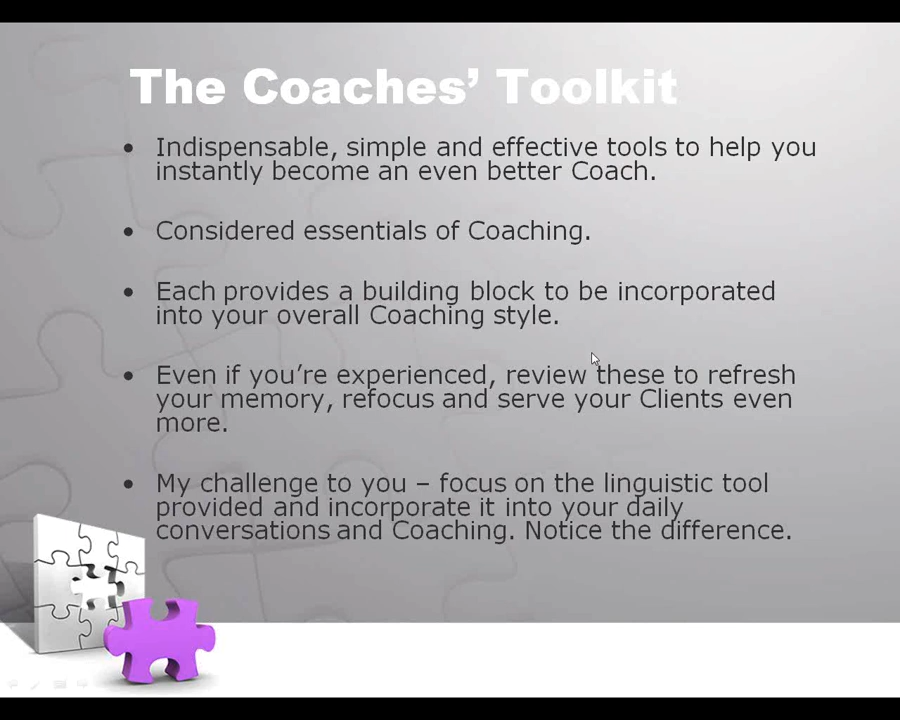 The Coaches’ Toolkit
• Indispensable, simple and effective tools to help you
instantly become an even better Coach.
• Considered essentials of Coaching.
• Each provides a building block to be incorporated
into your overall Coaching style.
• Even if you’re experienced, review these to refresh
your memory, refocus and serve your Clients even
more.
• My challenge to you – focus on the linguistic tool
provided and incorporate it into your daily
conversations and Coaching. Notice the difference.